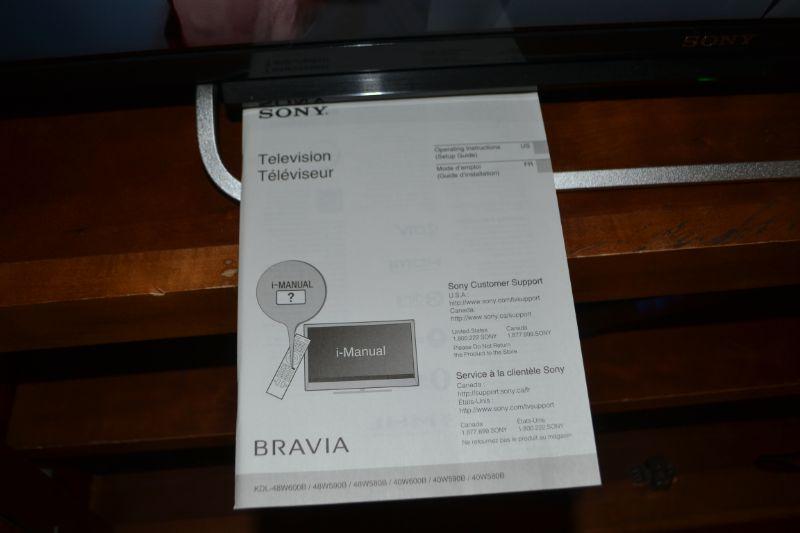 SONY
SONY®
Television
Téléviseur
Operating Instructions
(Setup Guide)
US
Mode d'emploi
(Guide d'installation)
FR
i-MANUAL
?
i-Manual
Sony Customer Support
U.S.A.:
http://www.sony.com/tvsupport
Canada:
http://www.sony.ca/support
United States
1.800.222.SONY
Canada
1.877.899.SONY
Please Do Not Return
the Product to the Store
Service à la clientèle Sony
Canada :
http://support.sony.ca/fr
États-Unis :
http://www.sony.com/tvsupport
Canada
1.877.899.SONY
États-Unis
1.800.222.SONY
Ne retournez pas le produit au magasin
BRAVIA
KDL-48W600B / 48W590B / 48W580B / 40W600B / 40W590B / 40W580B